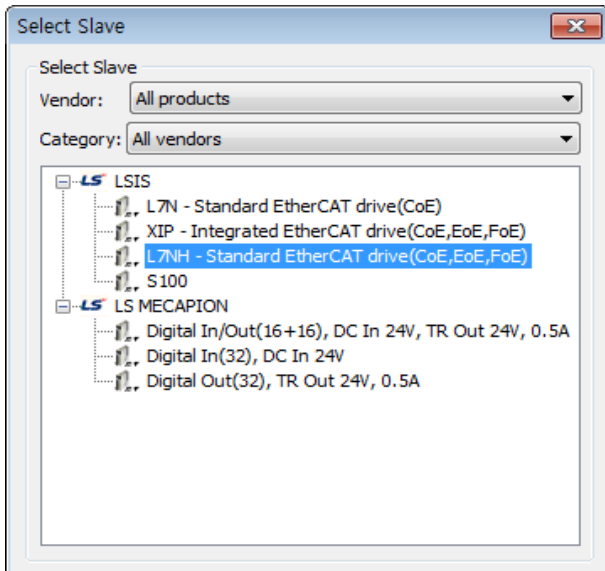 Select Slave
Select Slave
Vendor: All products
Category: All vendors
LS LSIS
L7N - Standard EtherCAT drive(CoE)
XIP - Integrated EtherCAT drive(CoE,EoE,FoE)
L7NH - Standard EtherCAT drive(CoE,EoE,FoE)
S100
LS LS MECAPION
Digital In/Out(16+16), DC In 24V, TR Out 24V, 0.5A
Digital In(32), DC In 24V
Digital Out(32), TR Out 24V, 0.5A